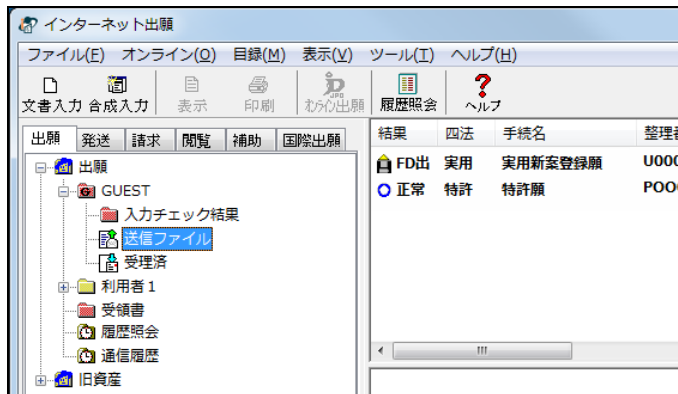 インターネット出願
ファイル(F) オンライン(O) 目録(M) 表示(V) ツール(T) ヘルプ(H)
文書入力 合成入力 表示 印刷 オンライン出願 履歴照会 ヘルプ
出願 発送 請求 閲覧 補助 国際出願
結果 四法 手続名 整理番
出願
FD出 実用 実用新案登録願 U000
GUEST
正常 特許 特許願 POO
入力チェック結果
送信ファイル
受理済
利用者1
受領書
履歴照会
通信履歴
旧資産